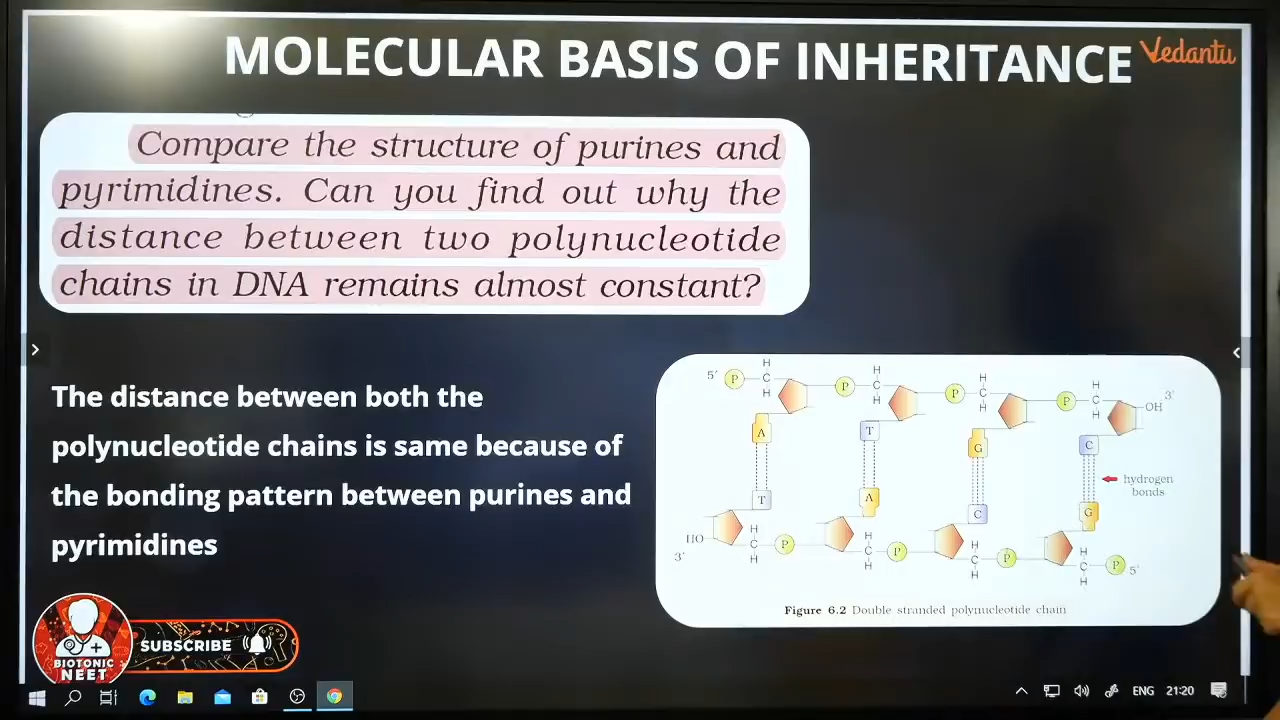 MOLECULAR BASIS OF INHERITANCE
Vedantu
Compare the structure of purines and
pyrimidines. Can you find out why the
distance between two polynucleotide
chains in DNA remains almost constant?
The distance between both the
polynucleotide chains is same because of
the bonding pattern between purines and
pyrimidines
5′ P H C H P H C H P H C H P H C H OH 3′
A T G C
hydrogen
bonds
T A C G
HO 3′ H C H P H C H P H C H P H C H P 5′
Figure 6.2 Double stranded polynucleotide chain
BIOTONIC
NEET
SUBSCRIBE
ENG 21:20